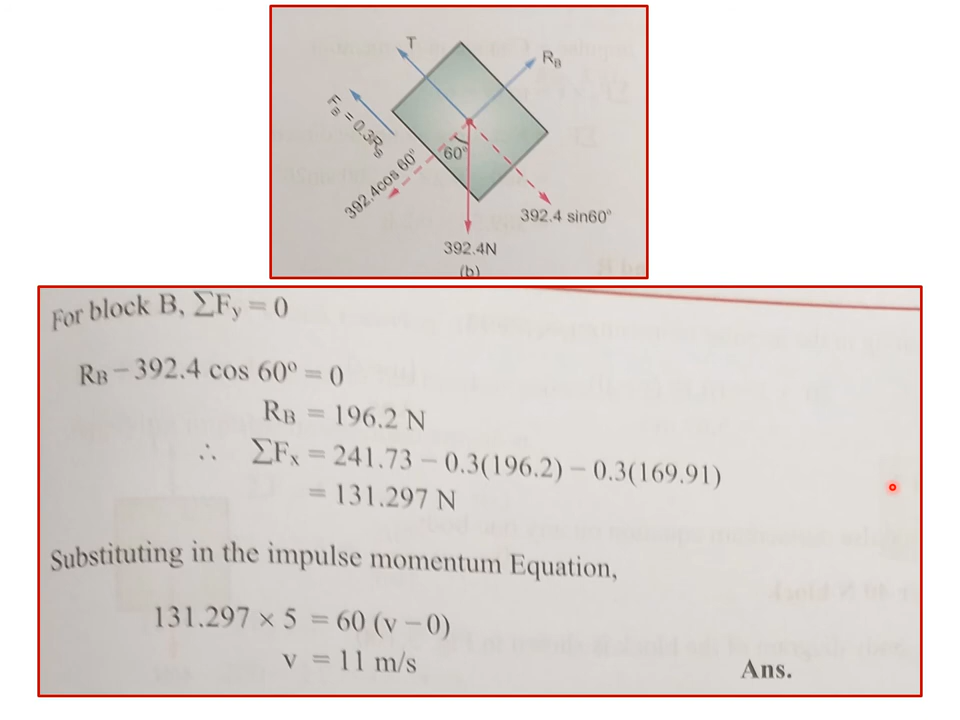 T
R_B
F_B = 0.3R_B
60°
392.4cos 60°
392.4 sin60°
392.4N
(b)
For block B, ∑F_y = 0
R_B − 392.4 cos 60° = 0
R_B = 196.2 N
∴ ∑F_x = 241.73 − 0.3(196.2) − 0.3(169.91)
= 131.297 N
Substituting in the impulse momentum Equation,
131.297 × 5 = 60 (v − 0)
v = 11 m/s
Ans.